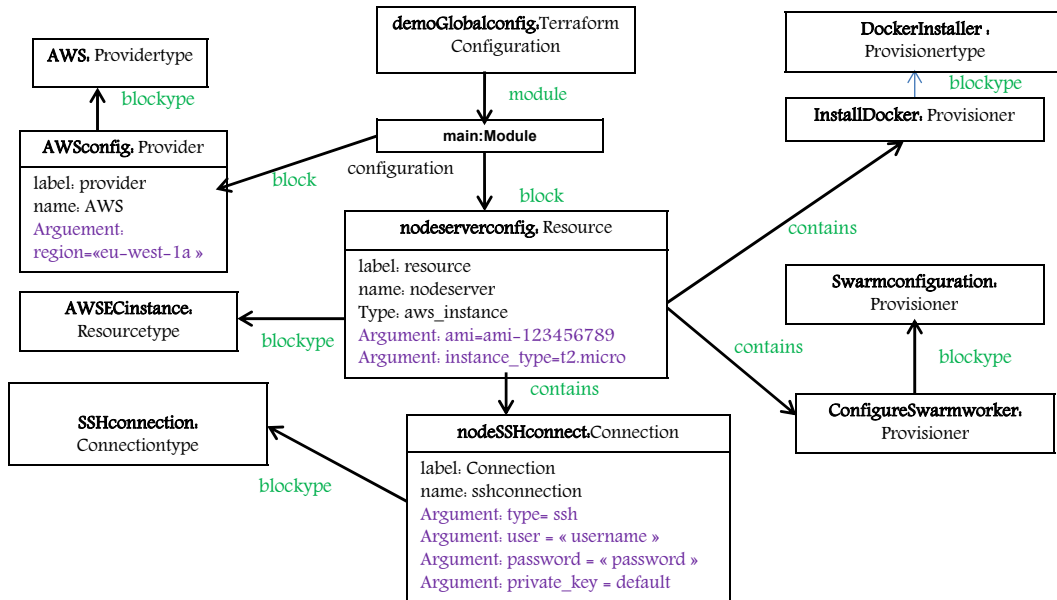 demoGlobalconfig:Terraform
Configuration
DockerInstaller :
Provisionertype
AWS: Providertype
blockype
module
blockype
InstallDocker: Provisioner
main:Module
AWSconfig: Provider
label: provider
name: AWS
Arguement:
region=«eu-west-1a »
configuration
block
block
nodeserverconfig: Resource
label: resource
name: nodeserver
Type: aws_instance
Argument: ami=ami-123456789
Argument: instance_type=t2.micro
contains
Swarmconfiguration:
Provisioner
AWSECinstance:
Resourcetype
blockype
contains
blockype
contains
SSHconnection:
Connectiontype
ConfigureSwarmworker:
Provisioner
blockype
nodeSSHconnect:Connection
label: Connection
name: sshconnection
Argument: type= ssh
Argument: user = « username »
Argument: password = « password »
Argument: private_key = default